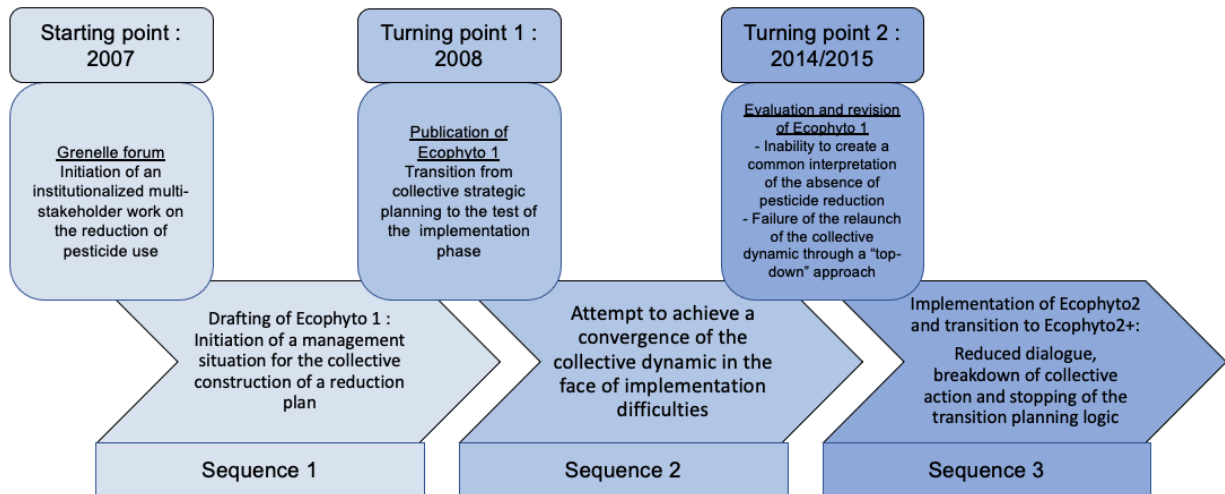 Starting point :
2007
Grenelle forum
Initiation of an
institutionalized multi-
stakeholder work on
the reduction of
pesticide use
Turning point 1 :
2008
Publication of
Ecophyto 1
Transition from
collective strategic
planning to the test
of the implementation
phase
Turning point 2 :
2014/2015
Evaluation and revision
of Ecophyto 1
- Inability to create a
common interpretation
of the absence of
pesticide reduction
- Failure of the relaunch
of the collective
dynamic through a “top-
down” approach
Drafting of Ecophyto 1 :
Initiation of a management
situation for the collective
construction of a reduction
plan
Attempt to achieve a
convergence of the
collective dynamic in the
face of implementation
difficulties
Implementation of Ecophyto2
and transition to Ecophyto2+:
Reduced dialogue,
breakdown of collective
action and stopping of the
transition planning logic
Sequence 1
Sequence 2
Sequence 3